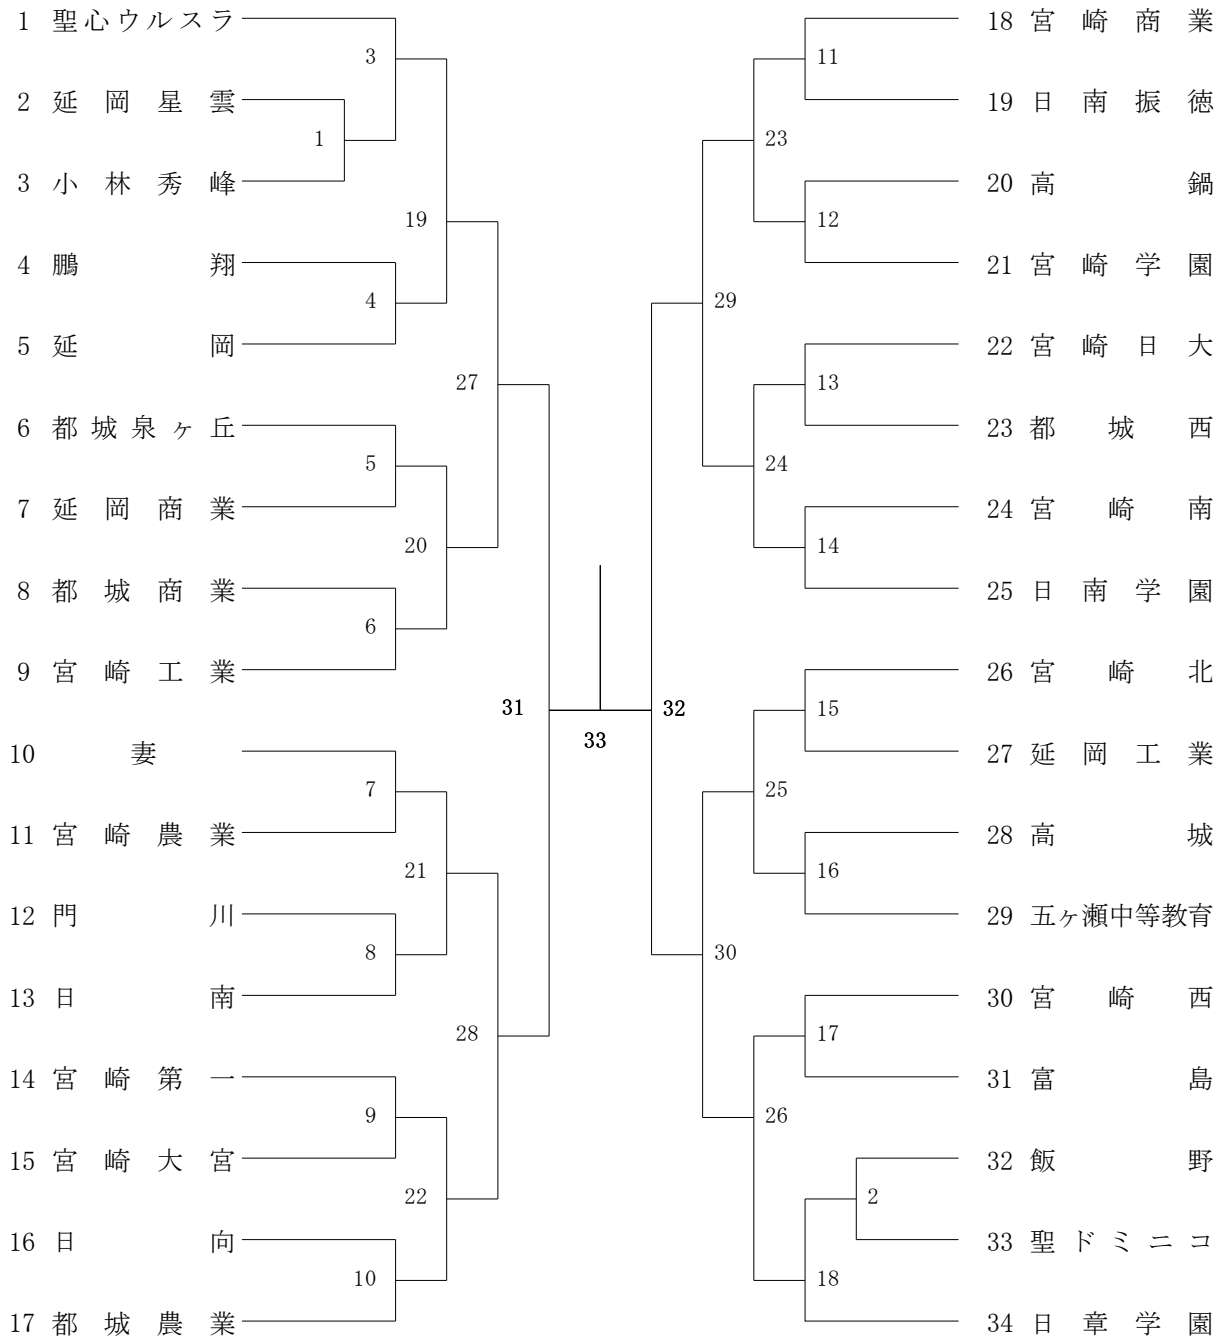 1 聖心ウルスラ
2 延岡星雲
3 小林秀峰
4 鵬翔
5 延岡
6 都城泉ヶ丘
7 延岡商業
8 都城商業
9 宮崎工業
10 妻
11 宮崎農業
12 門川
13 日南
14 宮崎第一
15 宮崎大宮
16 日向
17 都城農業
3
1
19
4
27
5
20
6
31
7
21
8
28
9
22
10
33
32
11
23
12
29
13
24
14
15
25
16
30
17
26
2
18
18 宮崎商業
19 日南振徳
20 高鍋
21 宮崎学園
22 宮崎日大
23 都城西
24 宮崎南
25 日南学園
26 宮崎北
27 延岡工業
28 高城
29 五ヶ瀬中等教育
30 宮崎西
31 富島
32 飯野
33 聖ドミニコ
34 日章学園